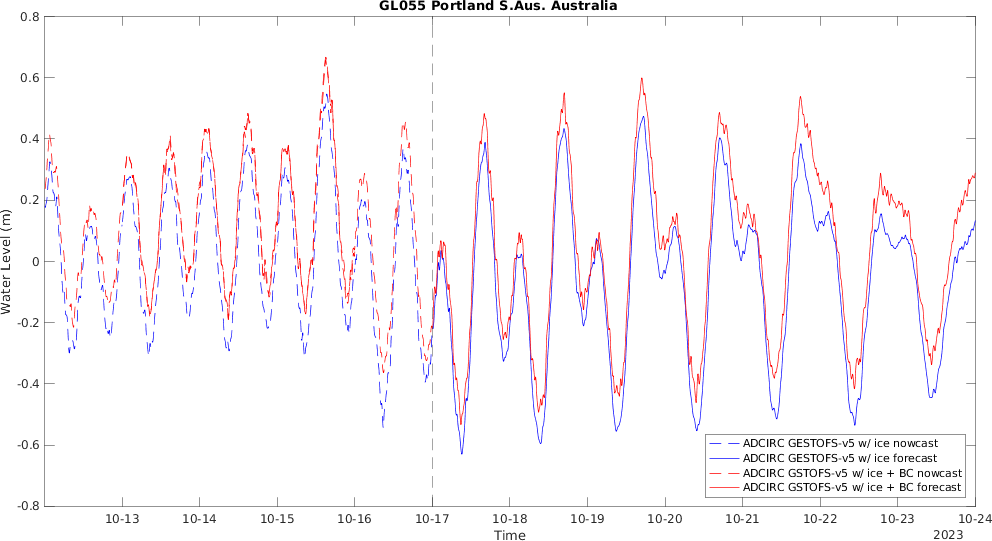 GL055 Portland S.Aus. Australia
0.8
0.6
0.4
0.2
0
-0.2
-0.4
-0.6
-0.8
Water Level (m)
ADCIRC GESTOFS-v5 w/ ice nowcast
ADCIRC GESTOFS-v5 w/ ice forecast
ADCIRC GSTOFS-v5 w/ ice + BC nowcast
ADCIRC GSTOFS-v5 w/ ice + BC forecast
10-13 10-14 10-15 10-16 10-17 10-18 10-19 10-20 10-21 10-22 10-23 10-24
Time
2023